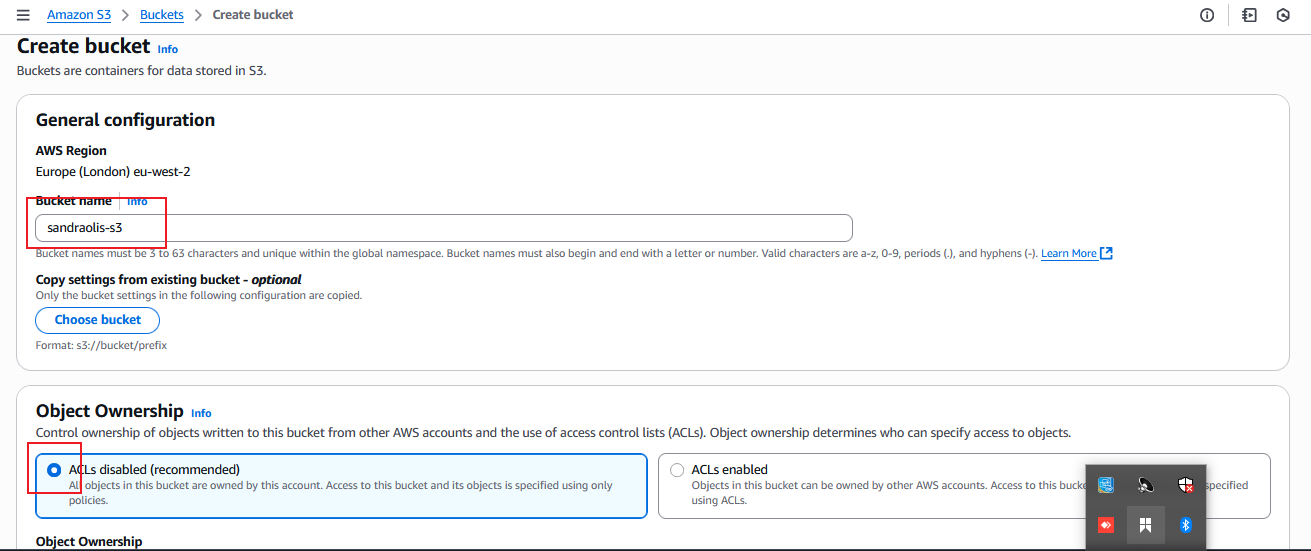 Amazon S3 > Buckets > Create bucket
Create bucket Info
Buckets are containers for data stored in S3.
General configuration
AWS Region
Europe (London) eu-west-2
Bucket name Info
sandraolis-s3
Bucket names must be 3 to 63 characters and unique within the global namespace. Bucket names must also begin and end with a letter or number. Valid characters are a-z, 0-9, periods (.), and hyphens (-). Learn More
Copy settings from existing bucket - optional
Only the bucket settings in the following configuration are copied.
Choose bucket
Format: s3://bucket/prefix
Object Ownership Info
Control ownership of objects written to this bucket from other AWS accounts and the use of access control lists (ACLs). Object ownership determines who can specify access to objects.
ACLs disabled (recommended)
All objects in this bucket are owned by this account. Access to this bucket and its objects is specified using only
policies.
ACLs enabled
Objects in this bucket can be owned by other AWS accounts. Access to this specified
using ACLs.
Object Ownership